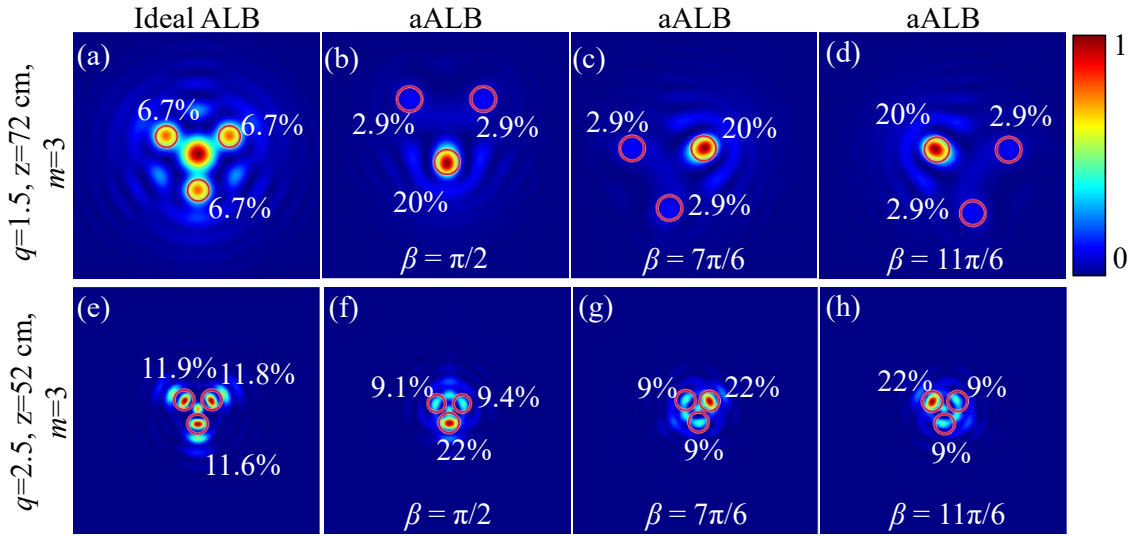 Ideal ALB
aALB
aALB
aALB
q=1.5, z=72 cm,
m=3
(a)
6.7%
6.7%
6.7%
(b)
2.9%
2.9%
20%
β = π/2
(c)
2.9%
20%
2.9%
β = 7π/6
(d)
20%
2.9%
2.9%
β = 11π/6
1
0
q=2.5, z=52 cm,
m=3
(e)
11.9%
11.8%
11.6%
(f)
9.1%
9.4%
22%
β = π/2
(g)
9%
22%
9%
β = 7π/6
(h)
22%
9%
9%
β = 11π/6